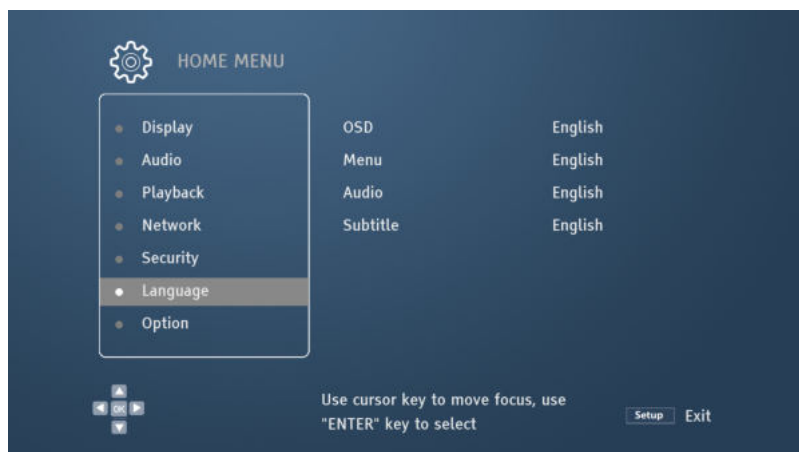 HOME MENU
Display
Audio
Playback
Network
Security
Language
Option
OSD English
Menu English
Audio English
Subtitle English
OK
Use cursor key to move focus, use
"ENTER" key to select
Setup Exit